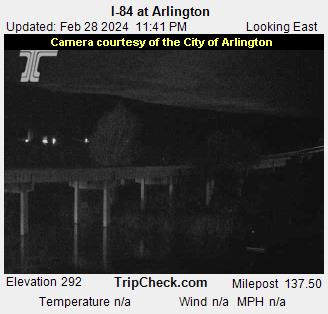 I-84 at Arlington
Updated: Feb 28 2024 11:41 PM Looking East
Camera courtesy of the City of Arlington
Elevation 292 TripCheck.com Milepost 137.50
Temperature n/a Wind n/a MPH n/a